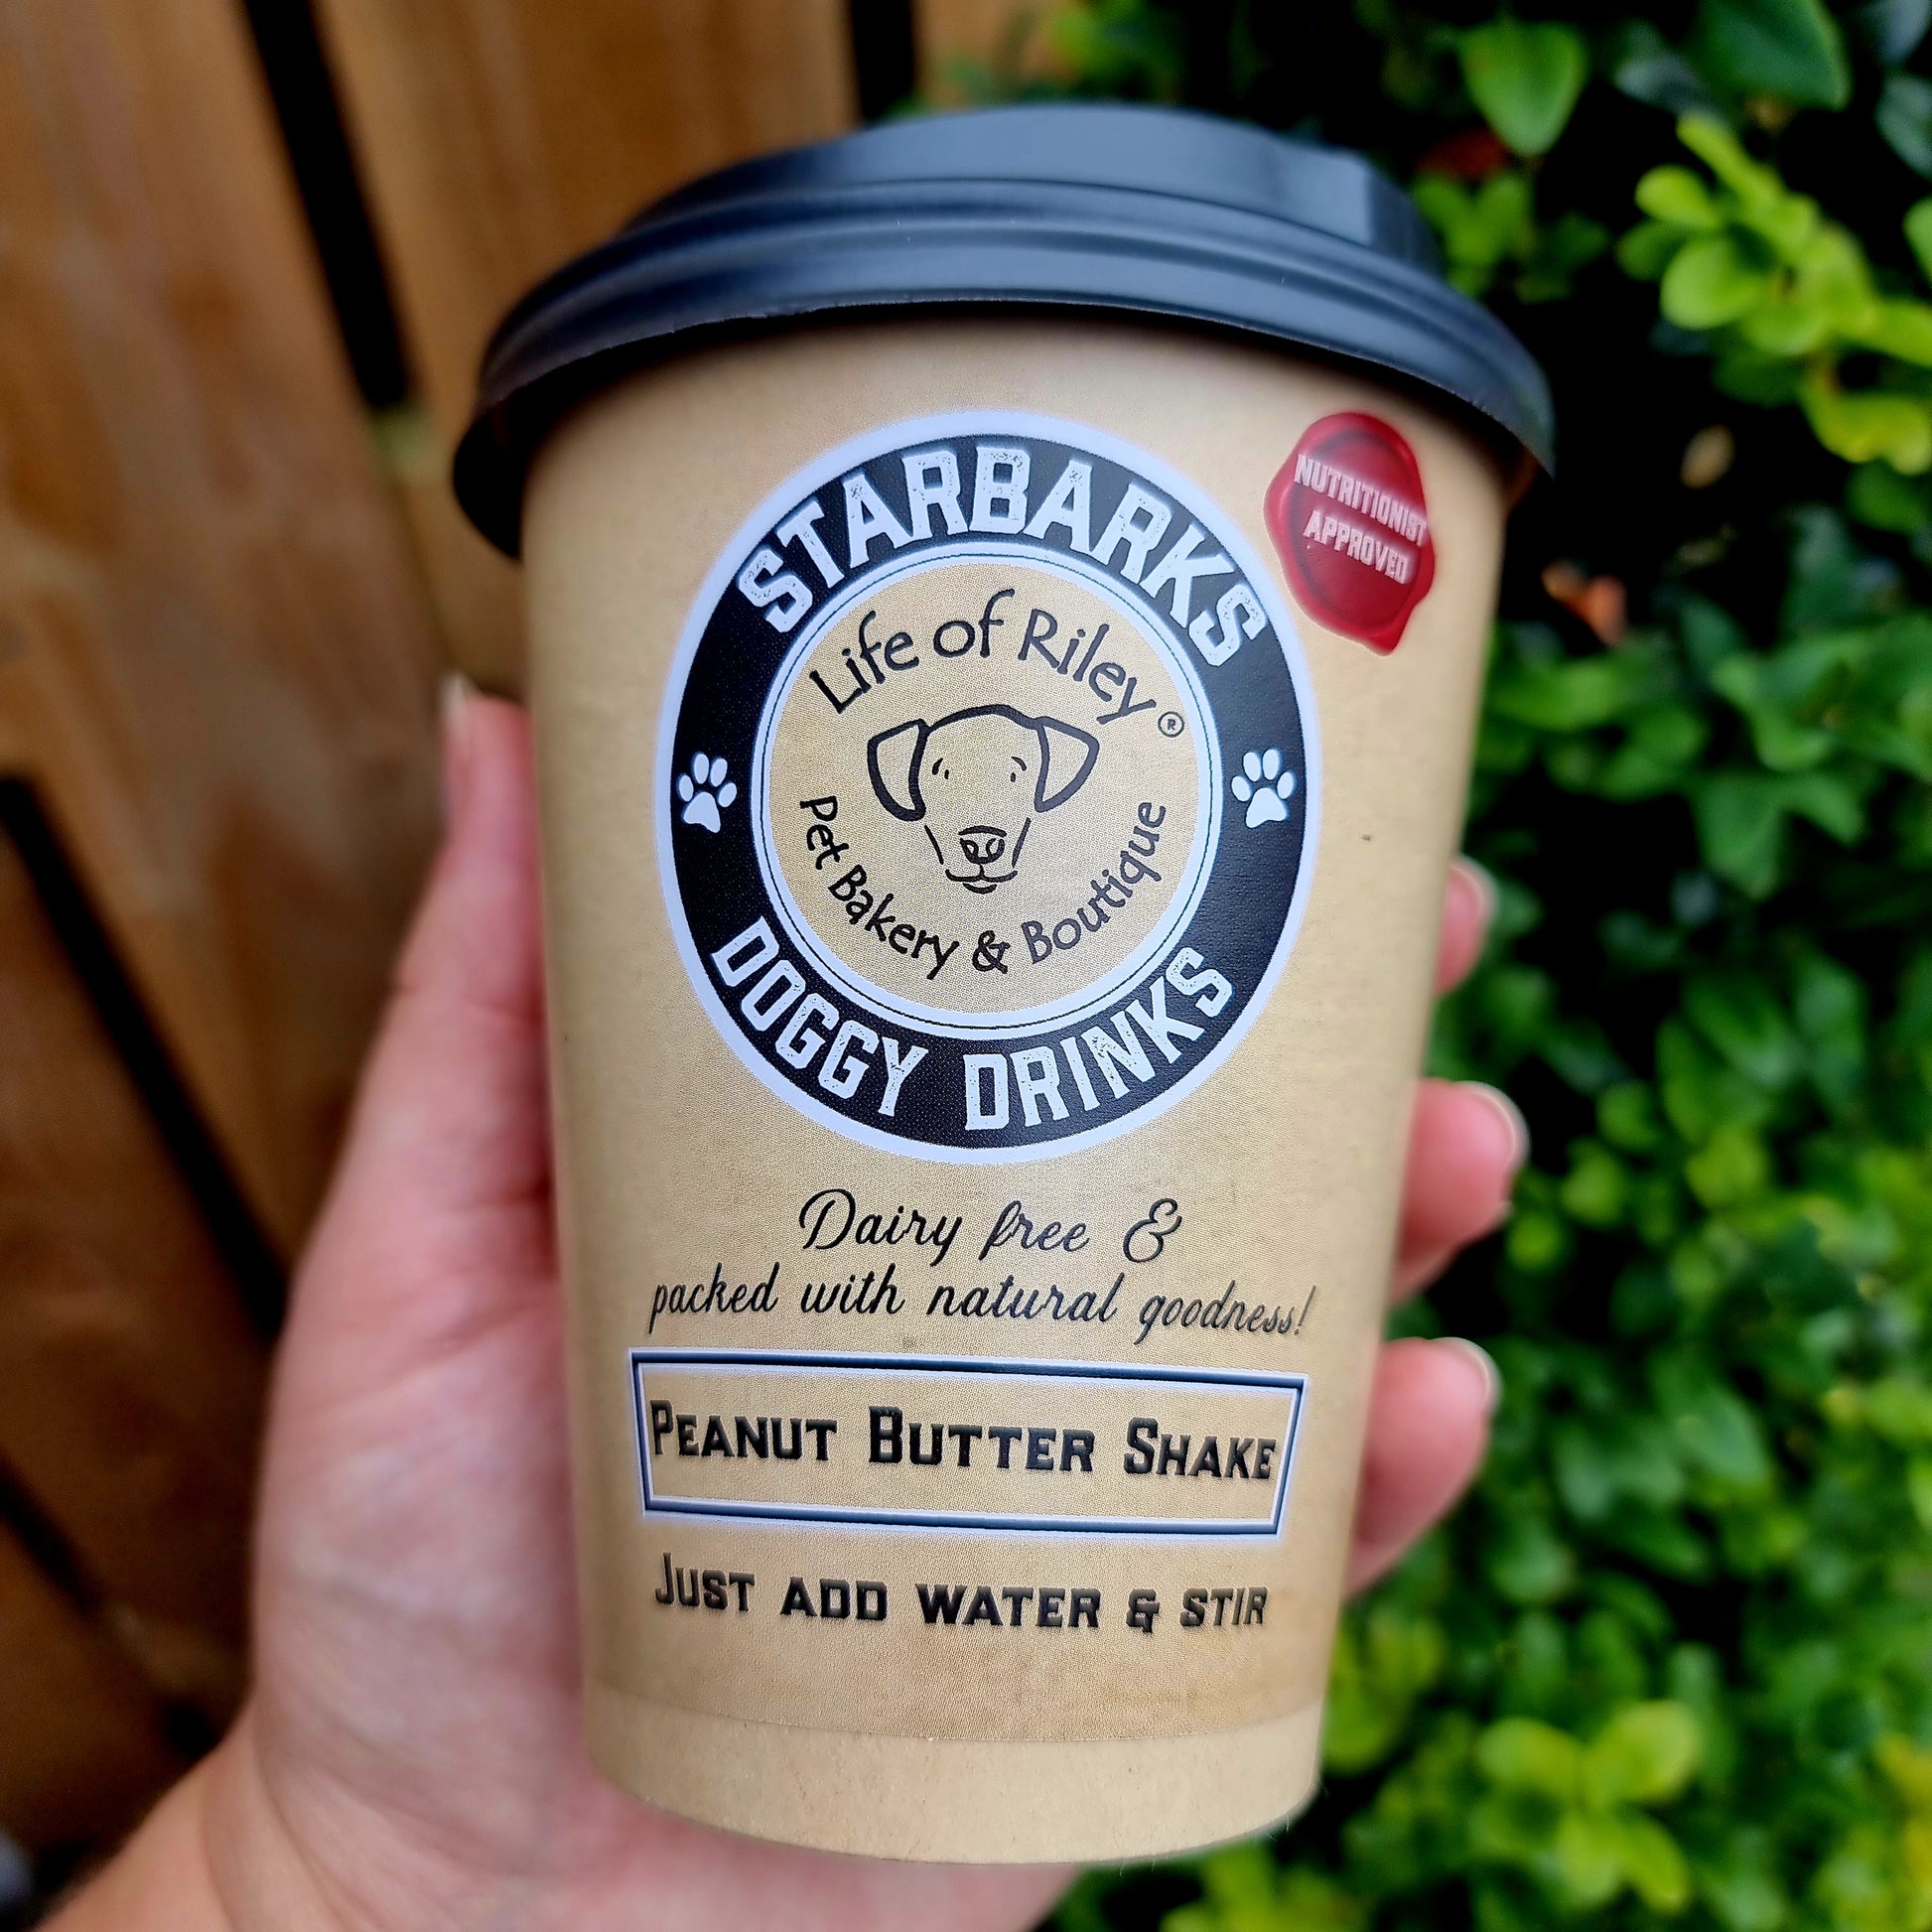 STARBARKS
NUTRITIONIST
APPROVED
Life of Riley®
Pet Bakery & Boutique
DOGGY DRINKS
Dairy free &
packed with natural goodness!
PEANUT BUTTER SHAKE
JUST ADD WATER & STIR